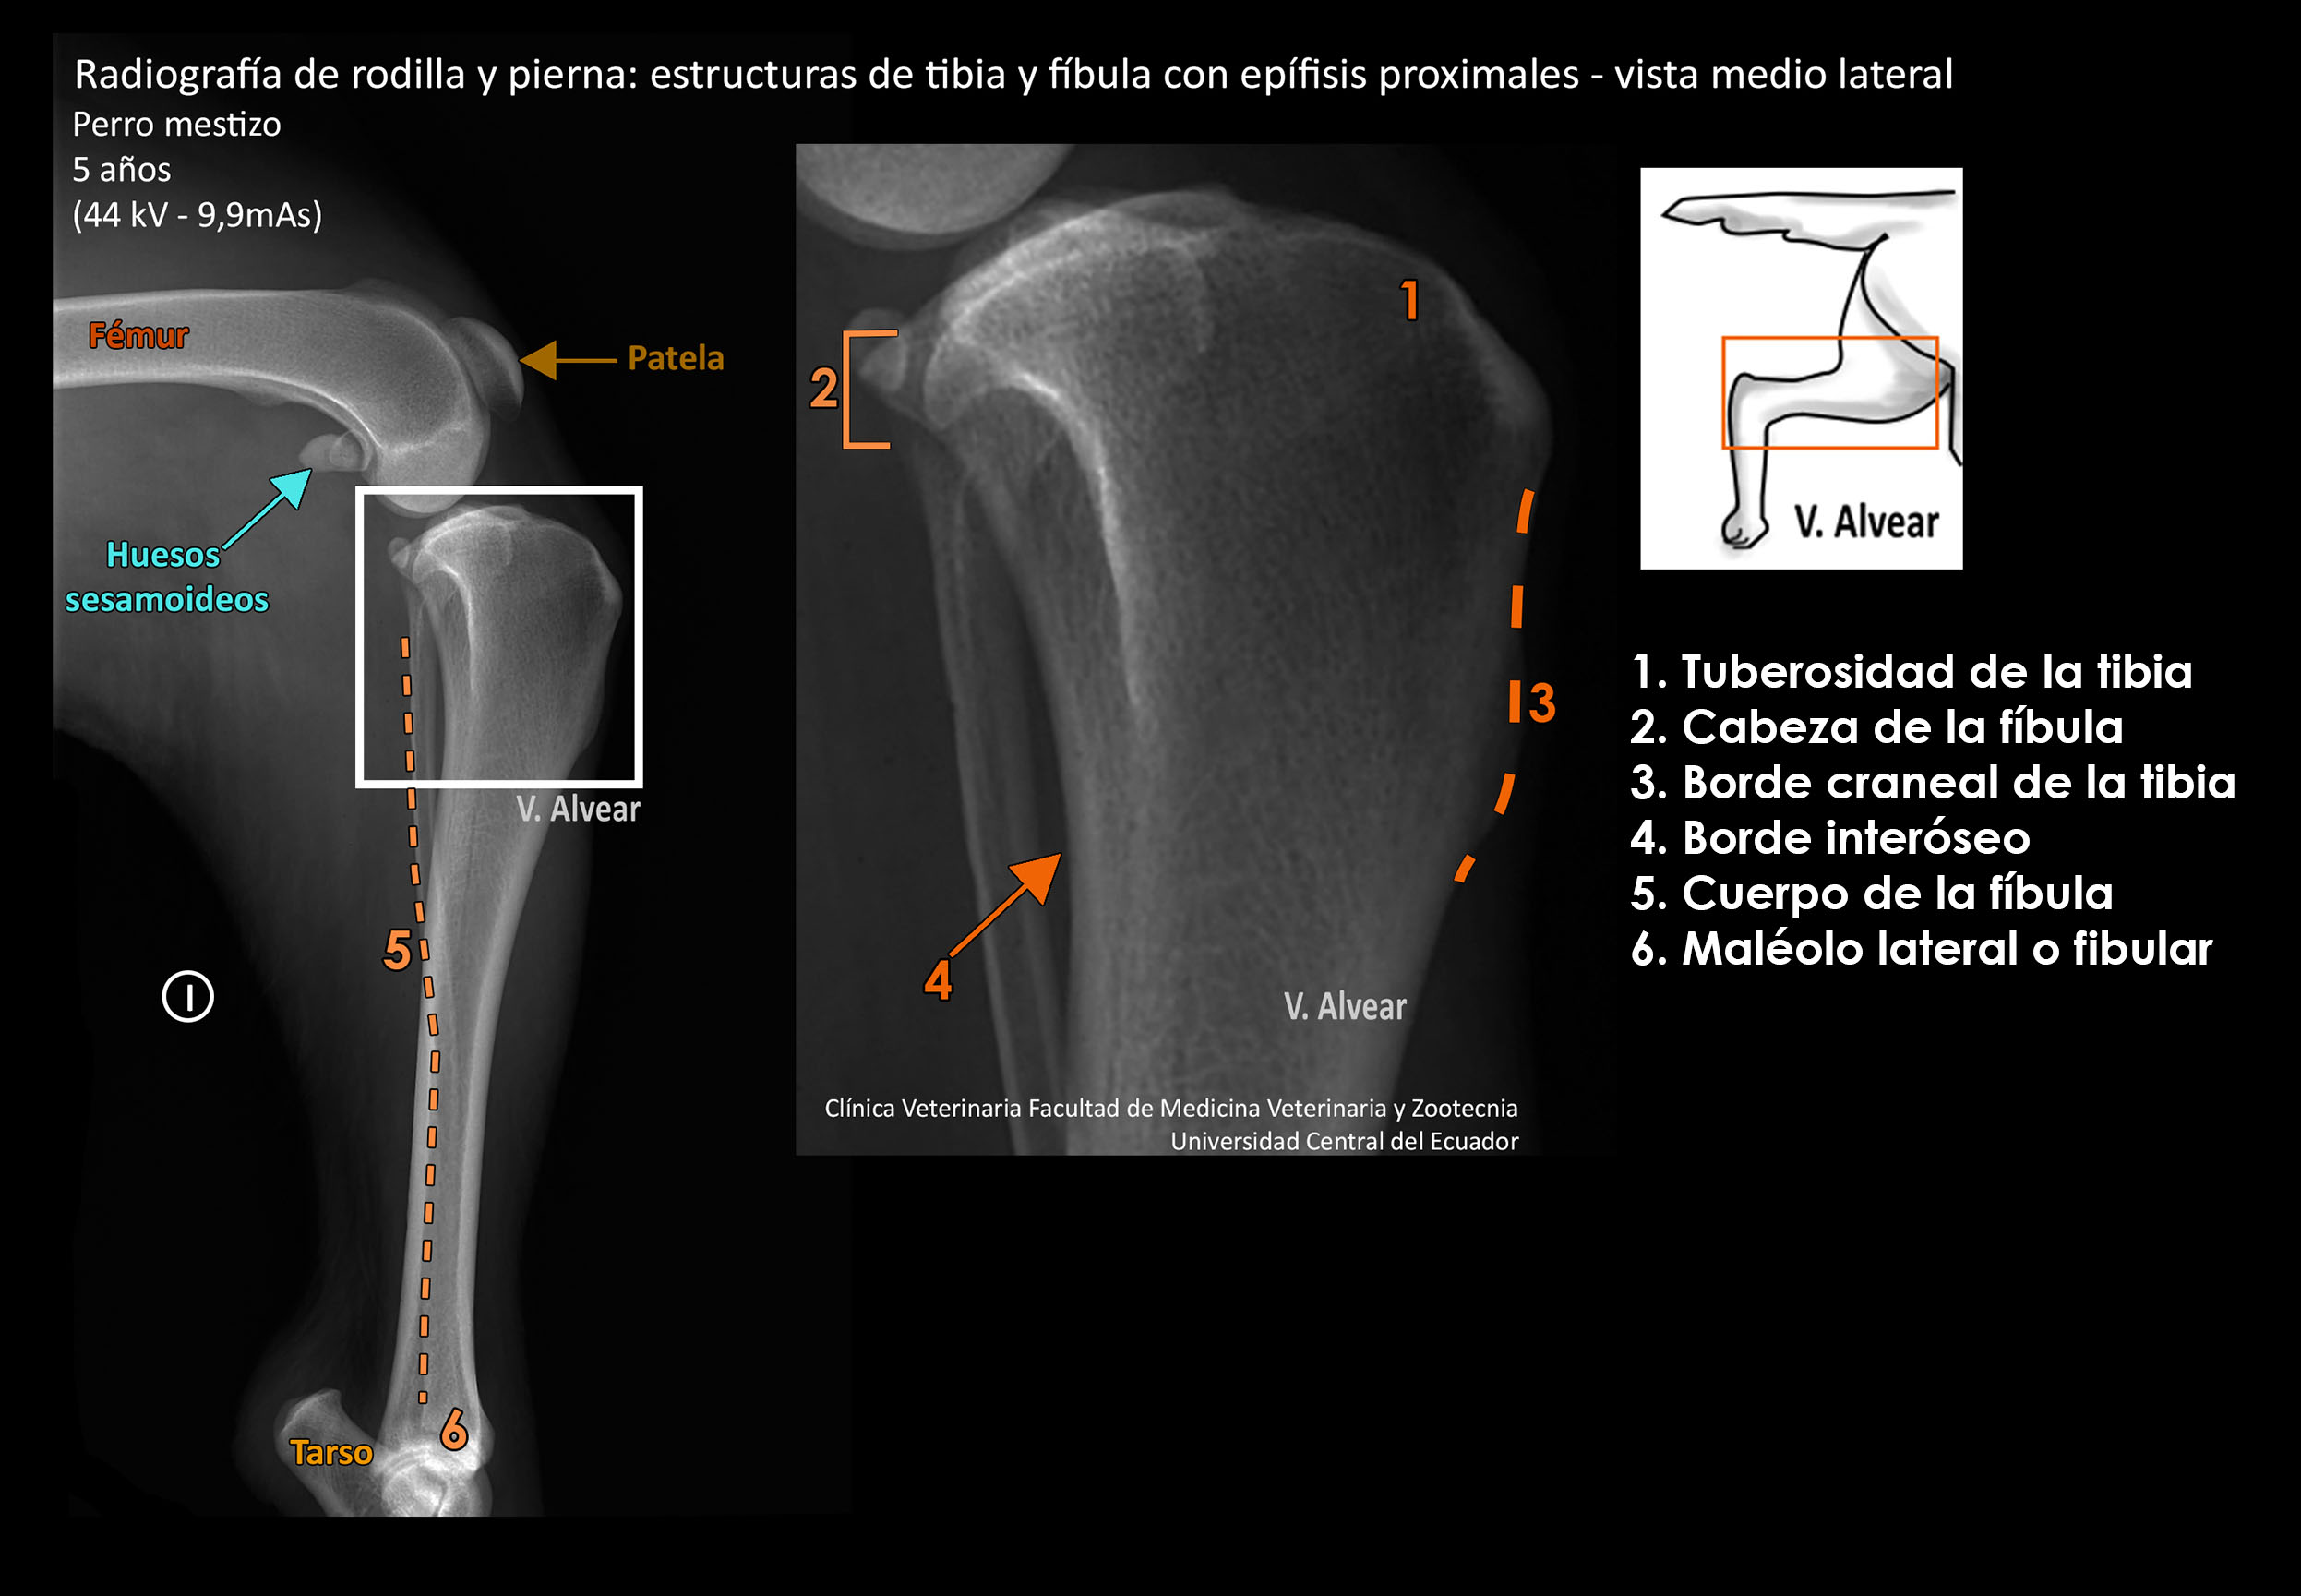 Radiografía de rodilla y pierna: estructuras de tibia y fíbula con epífisis proximales - vista medio lateral
Perro mestizo
5 años
(44 kV - 9,9mAs)
Fémur
Patela
Huesos
sesamoideos
V. Alvear
5
I
6
Tarso
1
2
3
4
V. Alvear
Clínica Veterinaria Facultad de Medicina Veterinaria y Zootecnia
Universidad Central del Ecuador
V. Alvear
1. Tuberosidad de la tibia
2. Cabeza de la fíbula
3. Borde craneal de la tibia
4. Borde interóseo
5. Cuerpo de la fíbula
6. Maléolo lateral o fibular